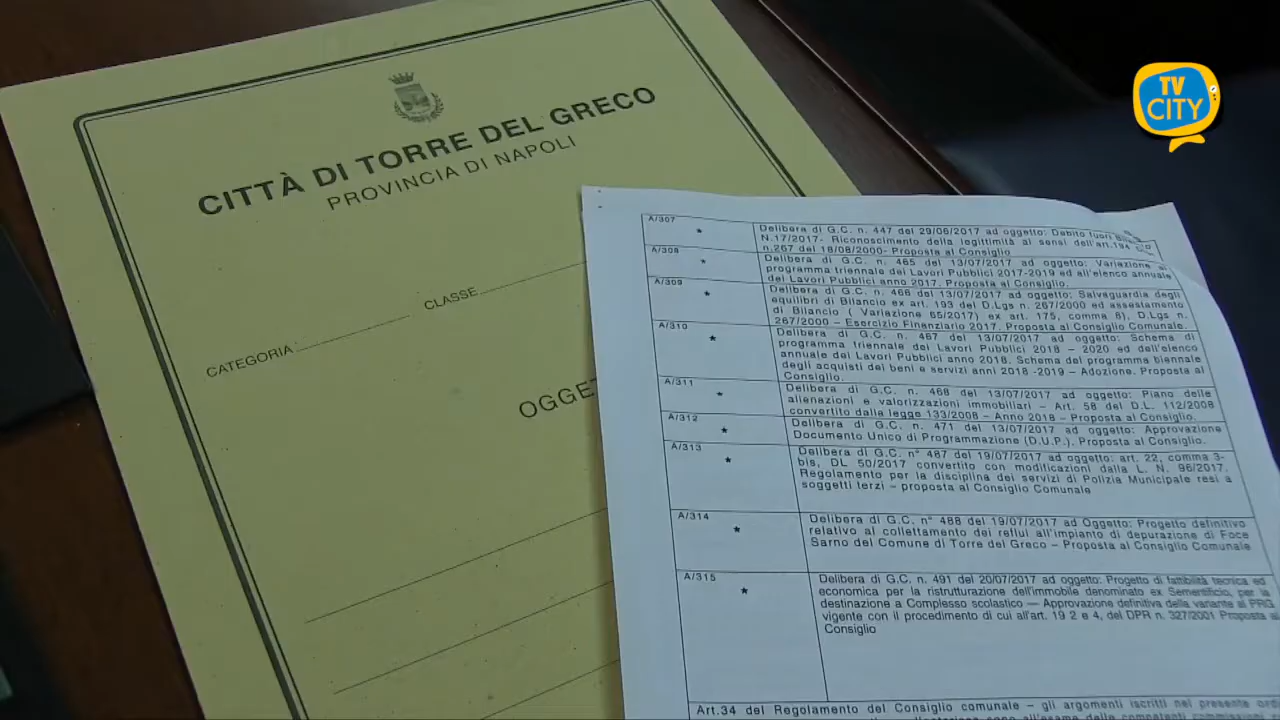 TV
CITY
CITTÀ DI TORRE DEL GRECO
PROVINCIA DI NAPOLI
CLASSE
CATEGORIA
OGGET
A/307
*
Delibera di G.C. n. 447 del 29/06/2017 ad oggetto: Debito fuori
N.17/2017- Riconoscimento della legittimità ai sensi dell'art.194
n.267 del 18/08/2000- Proposta al Consiglio
A/308
*
Delibera di G.C. n. 465 del 13/07/2017 ad oggetto: Variazione al
programma triennale dei Lavori Pubblici 2017-2019 ed all'elenco annuale
dei Lavori Pubblici anno 2017. Proposta al Consiglio.
A/309
*
Delibera di G.C. n. 466 del 13/07/2017 ad oggetto: Salvaguardia degli
equilibri di Bilancio ex art. 193 del D.Lgs n. 267/2000 ed assestamento
di Bilancio ( Variazione 65/2017) ex art. 175, comma 8), D.Lgs n.
267/2000 – Esercizio Finanziario 2017. Proposta al Consiglio Comunale.
A/310
*
Delibera di G.C. n. 467 del 13/07/2017 ad oggetto: Schema di
programma triennale dei Lavori Pubblici 2018 – 2020 ed dell'elenco
annuale dei Lavori Pubblici anno 2018. Schema del programma biennale
degli acquisti dei beni e servizi anni 2018 -2019 – Adozione. Proposta al
Consiglio.
A/311
*
Delibera di G.C. n. 468 del 13/07/2017 ad oggetto: Piano delle
alienazioni e valorizzazioni immobiliari – Art. 58 del D.L. 112/2008
convertito dalla legge 133/2008 – Anno 2018 – Proposta al Consiglio.
A/312
*
Delibera di G.C. n. 471 del 13/07/2017 ad oggetto: Approvazione
Documento Unico di Programmazione (D.U.P.). Proposta al Consiglio.
A/313
*
Delibera di G.C. n° 487 del 19/07/2017 ad oggetto: art. 22, comma 3-
bis, DL 50/2017 convertito con modificazioni dalla L. N. 96/2017.
Regolamento per la disciplina dei servizi di Polizia Municipale resi a
soggetti terzi – proposta al Consiglio Comunale
A/314
*
Delibera di G.C. n° 488 del 19/07/2017 ad Oggetto: Progetto definitivo
relativo al collettamento dei reflui all'impianto di depurazione di Foce
Sarno del Comune di Torre del Greco – Proposta al Consiglio Comunale
A/315
*
Delibera di G.C. n. 491 del 20/07/2017 ad oggetto: Progetto di fattibilità tecnica ed
economica per la ristrutturazione dell'immobile denominato ex Sementificio, per la
destinazione a Complesso scolastico — Approvazione definitiva della variante al PRG
vigente con il procedimento di cui all'art. 19 2 e 4, del DPR n. 327/2001 Proposta al
Consiglio
Art.34 del Regolamento del Consiglio comunale – gli argomenti iscritti nel presente